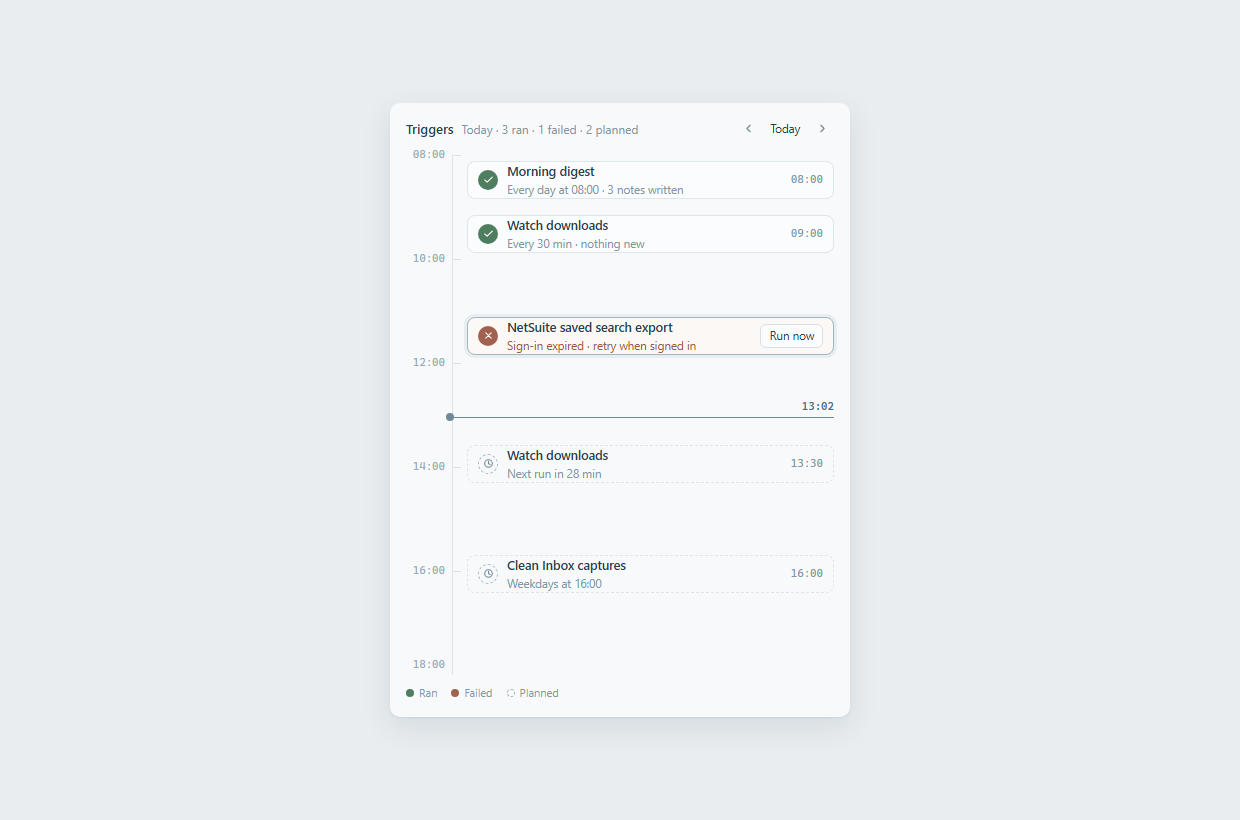 Triggers Today · 3 ran · 1 failed · 2 planned Today
08:00
Morning digest
Every day at 08:00 · 3 notes written
08:00
Watch downloads
Every 30 min · nothing new
09:00
10:00
NetSuite saved search export
Sign-in expired · retry when signed in
Run now
12:00
13:02
Watch downloads
Next run in 28 min
13:30
14:00
Clean Inbox captures
Weekdays at 16:00
16:00
16:00
18:00
Ran Failed Planned